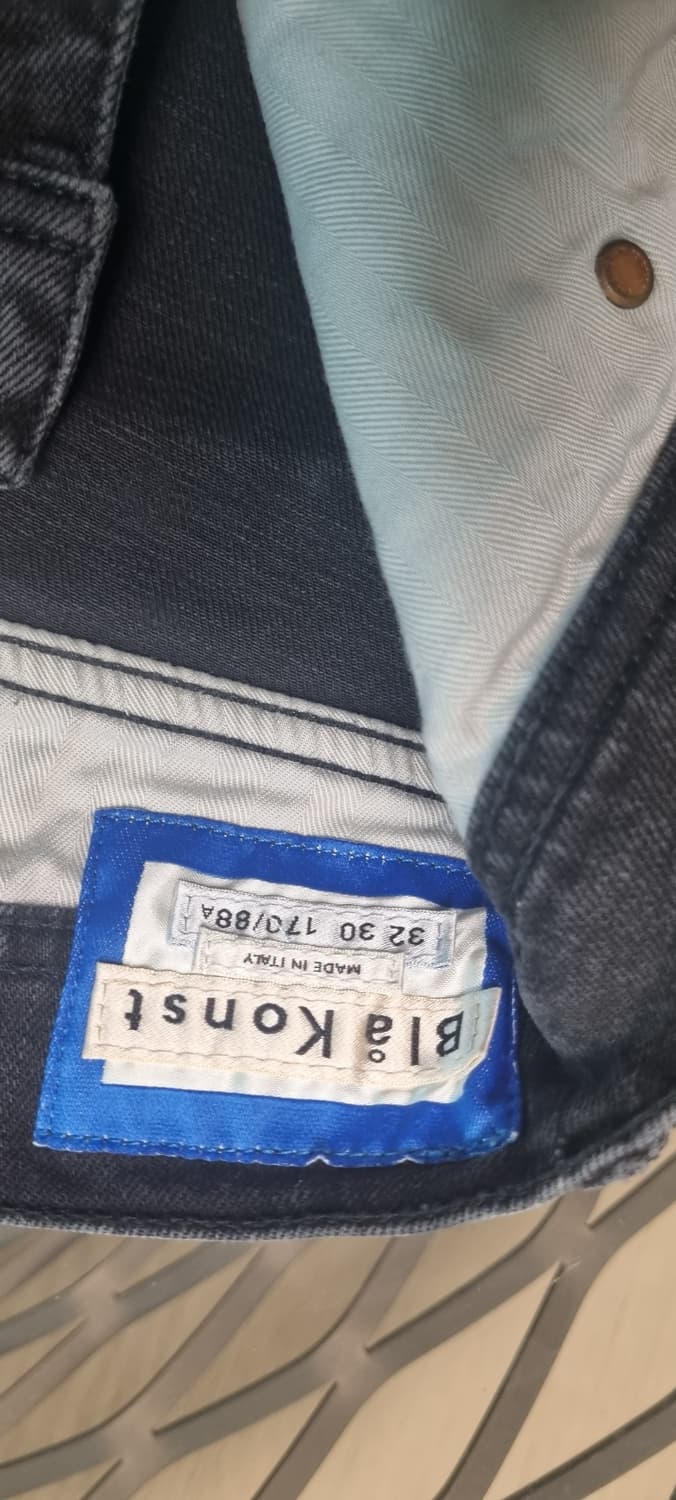 Blå Konst
MADE IN ITALY
32 30 170/88A